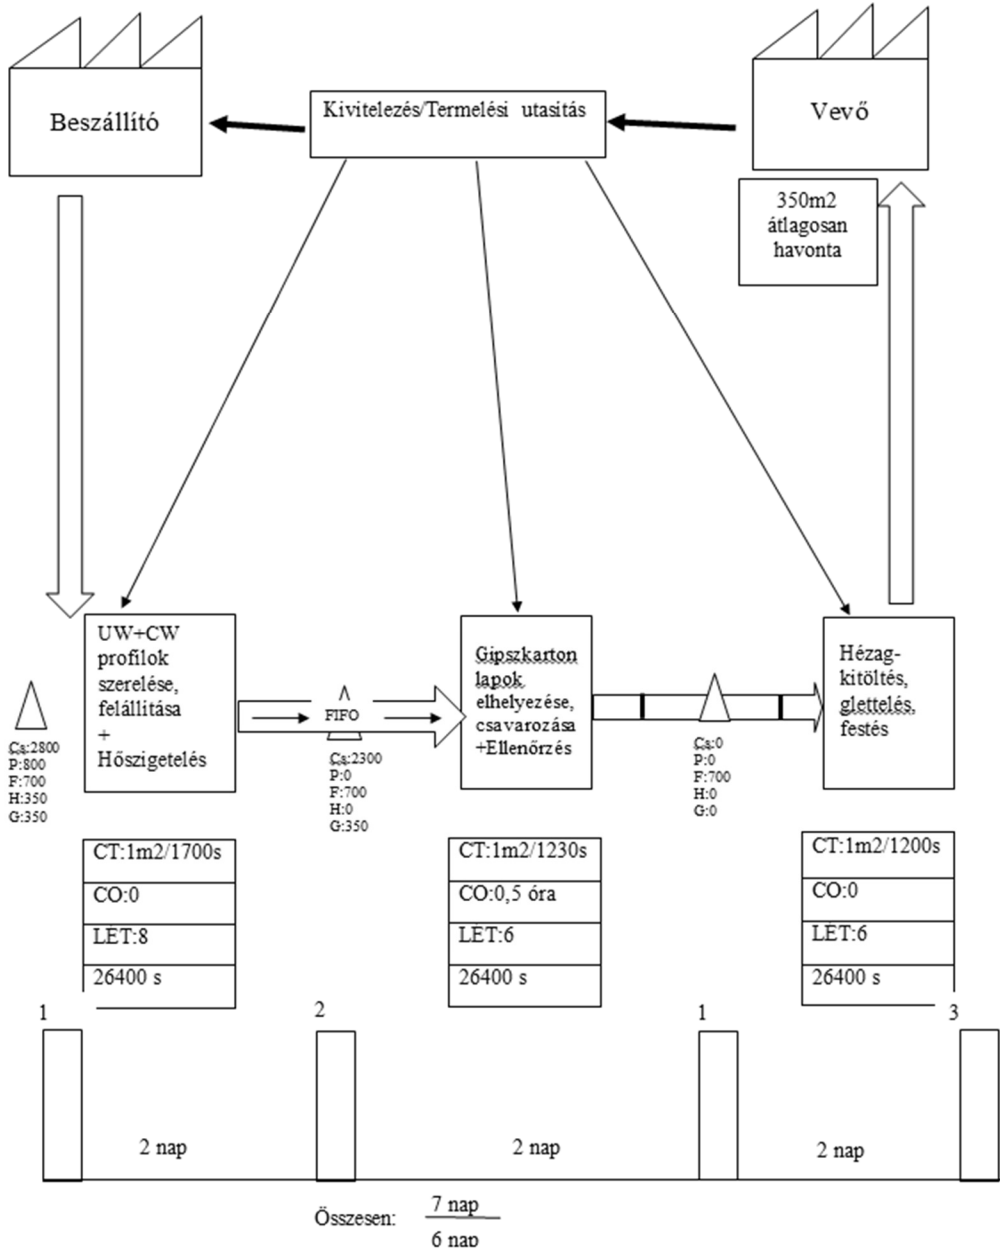 Beszállító
Kivitelezés/Termelési utasitás
Vevő
350m2
átlagosan
havonta
UW+CW
profilok
szerelése,
felállítása
+
Hőszigetelés
Cs:2800
P:800
F:700
H:350
G:350
FIFO
Cs:2300
P:0
F:700
H:0
G:350
Gipszkarton
lapok
elhelyezése,
csavarozása
+Ellenőrzés
Cs:0
P:0
F:700
H:0
G:0
Hézag-
kitöltés,
glettelés,
festés
CT:1m2/1700s
CO:0
LÉT:8
26400 s
CT:1m2/1230s
CO:0,5 óra
LÉT:6
26400 s
CT:1m2/1200s
CO:0
LÉT:6
26400 s
1
2
1
3
2 nap
2 nap
2 nap
Összesen:
7 nap
6 nap